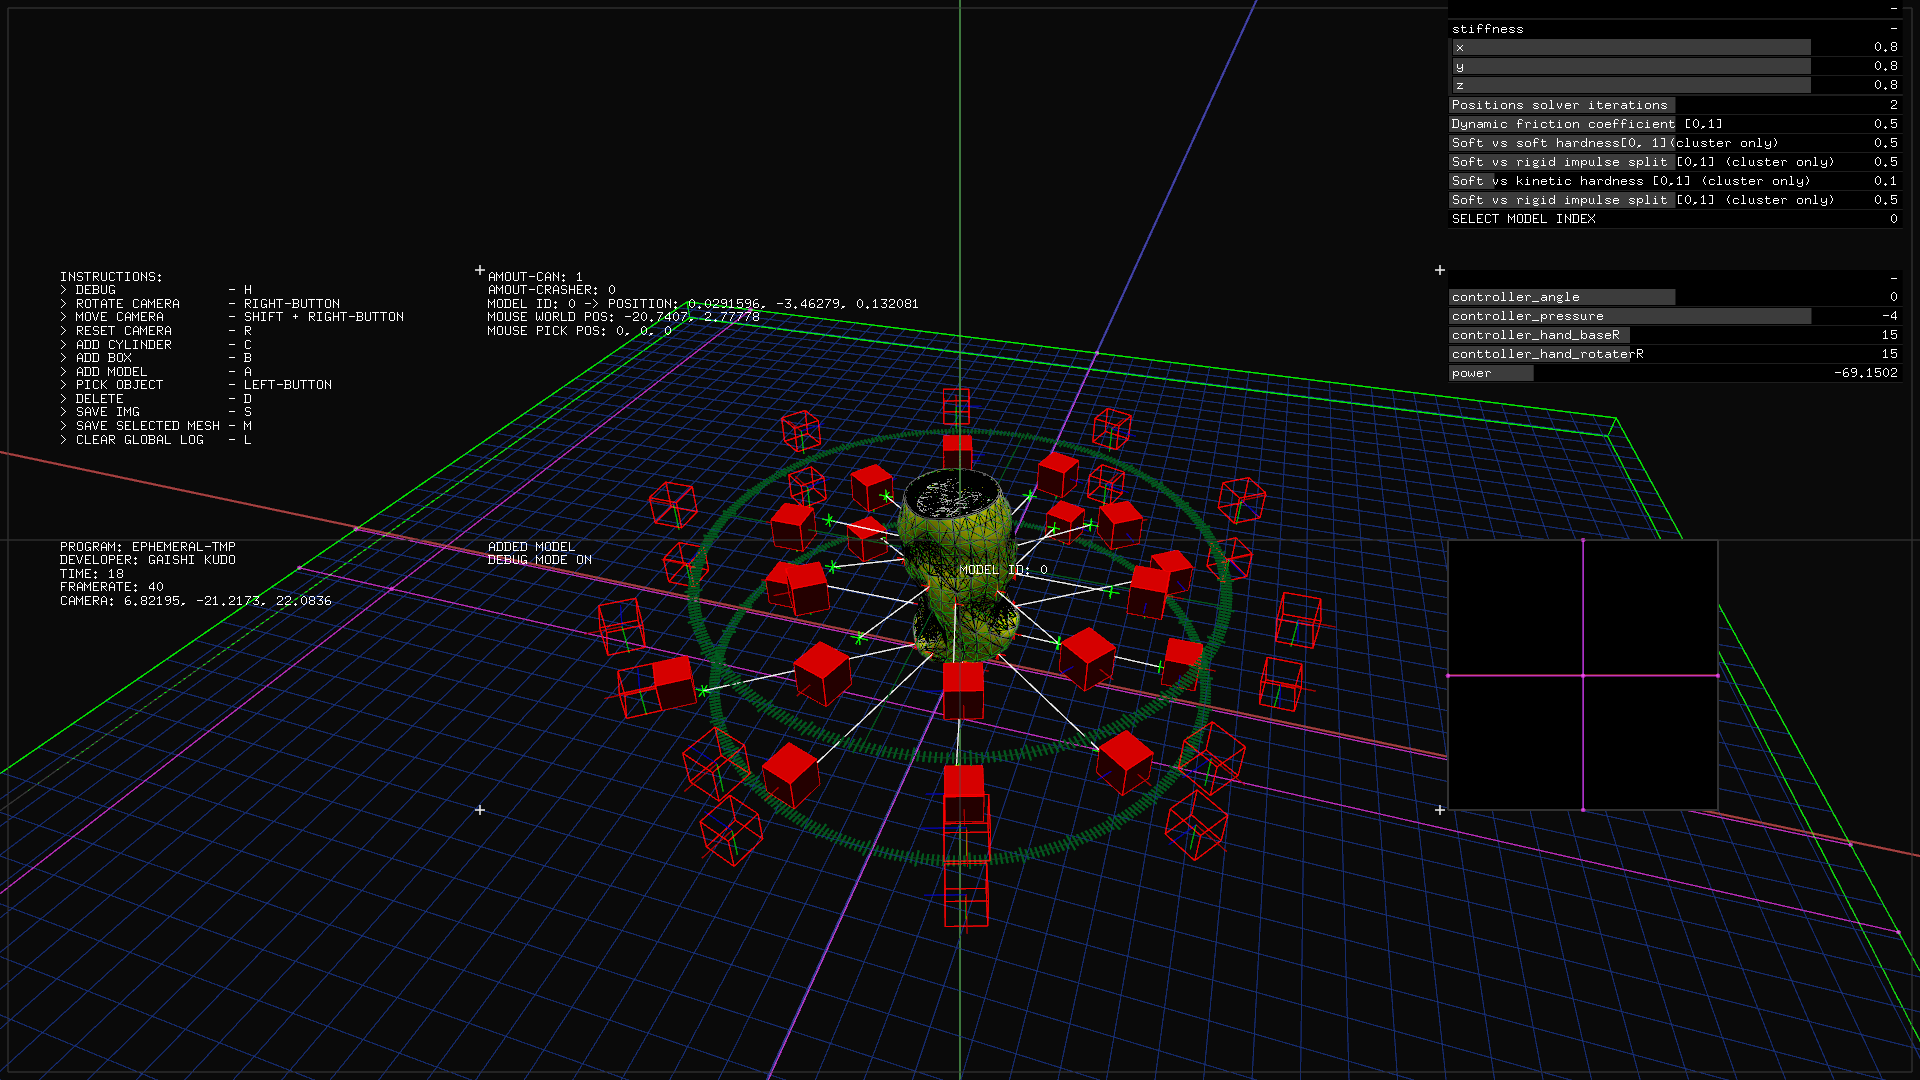 INSTRUCTIONS:
> DEBUG - H
> ROTATE CAMERA - RIGHT-BUTTON
> MOVE CAMERA - SHIFT + RIGHT-BUTTON
> RESET CAMERA - R
> ADD CYLINDER - C
> ADD BOX - B
> ADD MODEL - A
> PICK OBJECT - LEFT-BUTTON
> DELETE - D
> SAVE IMG - S
> SAVE SELECTED MESH - M
> CLEAR GLOBAL LOG - L
AMOUT-CAN: 1
AMOUT-CRASHER: 0
MODEL ID: 0 -> POSITION: 0.0291596, -3.46279, 0.132081
MOUSE WORLD POS: -20.7407, 2.77778
MOUSE PICK POS: 0, 0, 0
PROGRAM: EPHEMERAL-TMP
DEVELOPER: GAISHI KUDO
TIME: 18
FRAMERATE: 40
CAMERA: 6.82195, -21.2173, 22.0836
ADDED MODEL
DEBUG MODE ON
MODEL ID: 0
-
stiffness -
x 0.8
y 0.8
z 0.8
Positions solver iterations 2
Dynamic friction coefficient [0,1] 0.5
Soft vs soft hardness[0, 1](cluster only) 0.5
Soft vs rigid impulse split [0,1] (cluster only) 0.5
Soft vs kinetic hardness [0,1] (cluster only) 0.1
Soft vs rigid impulse split [0,1] (cluster only) 0.5
SELECT MODEL INDEX 0
-
controller_angle 0
controller_pressure -4
controller_hand_baseR 15
conttoller_hand_rotaterR 15
power -69.1502